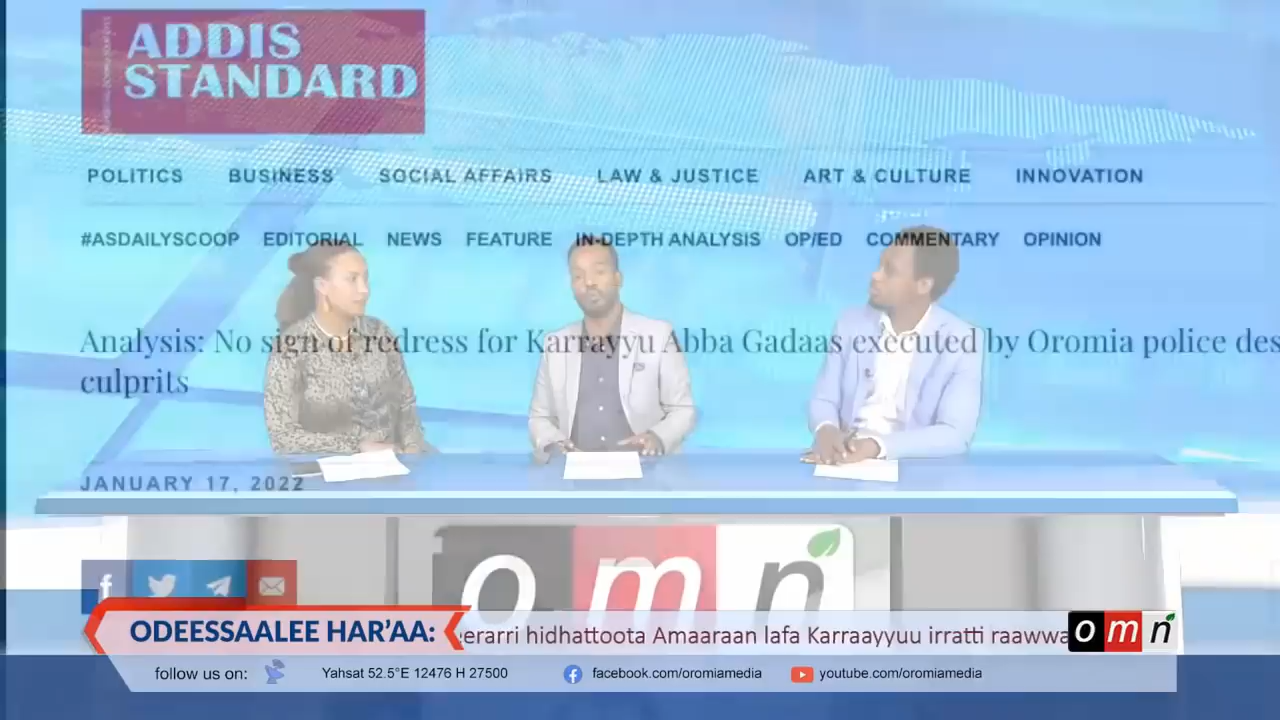 ADDIS
STANDARD
POLITICS BUSINESS SOCIAL AFFAIRS LAW & JUSTICE ART & CULTURE INNOVATION
#ASDAILYSCOOP EDITORIAL NEWS FEATURE IN-DEPTH ANALYSIS OP/ED COMMENTARY OPINION
Analysis: No sign of redress for Karrayyu Abba Gadaas executed by Oromia police des
culprits
JANUARY 17, 2022
omn
ODEESSAALEE HAR'AA: erarri hidhattoota Amaaraan lafa Karraayyuu irratti raawwa omn
follow us on: Yahsat 52.5°E 12476 H 27500 facebook.com/oromiamedia youtube.com/oromiamedia